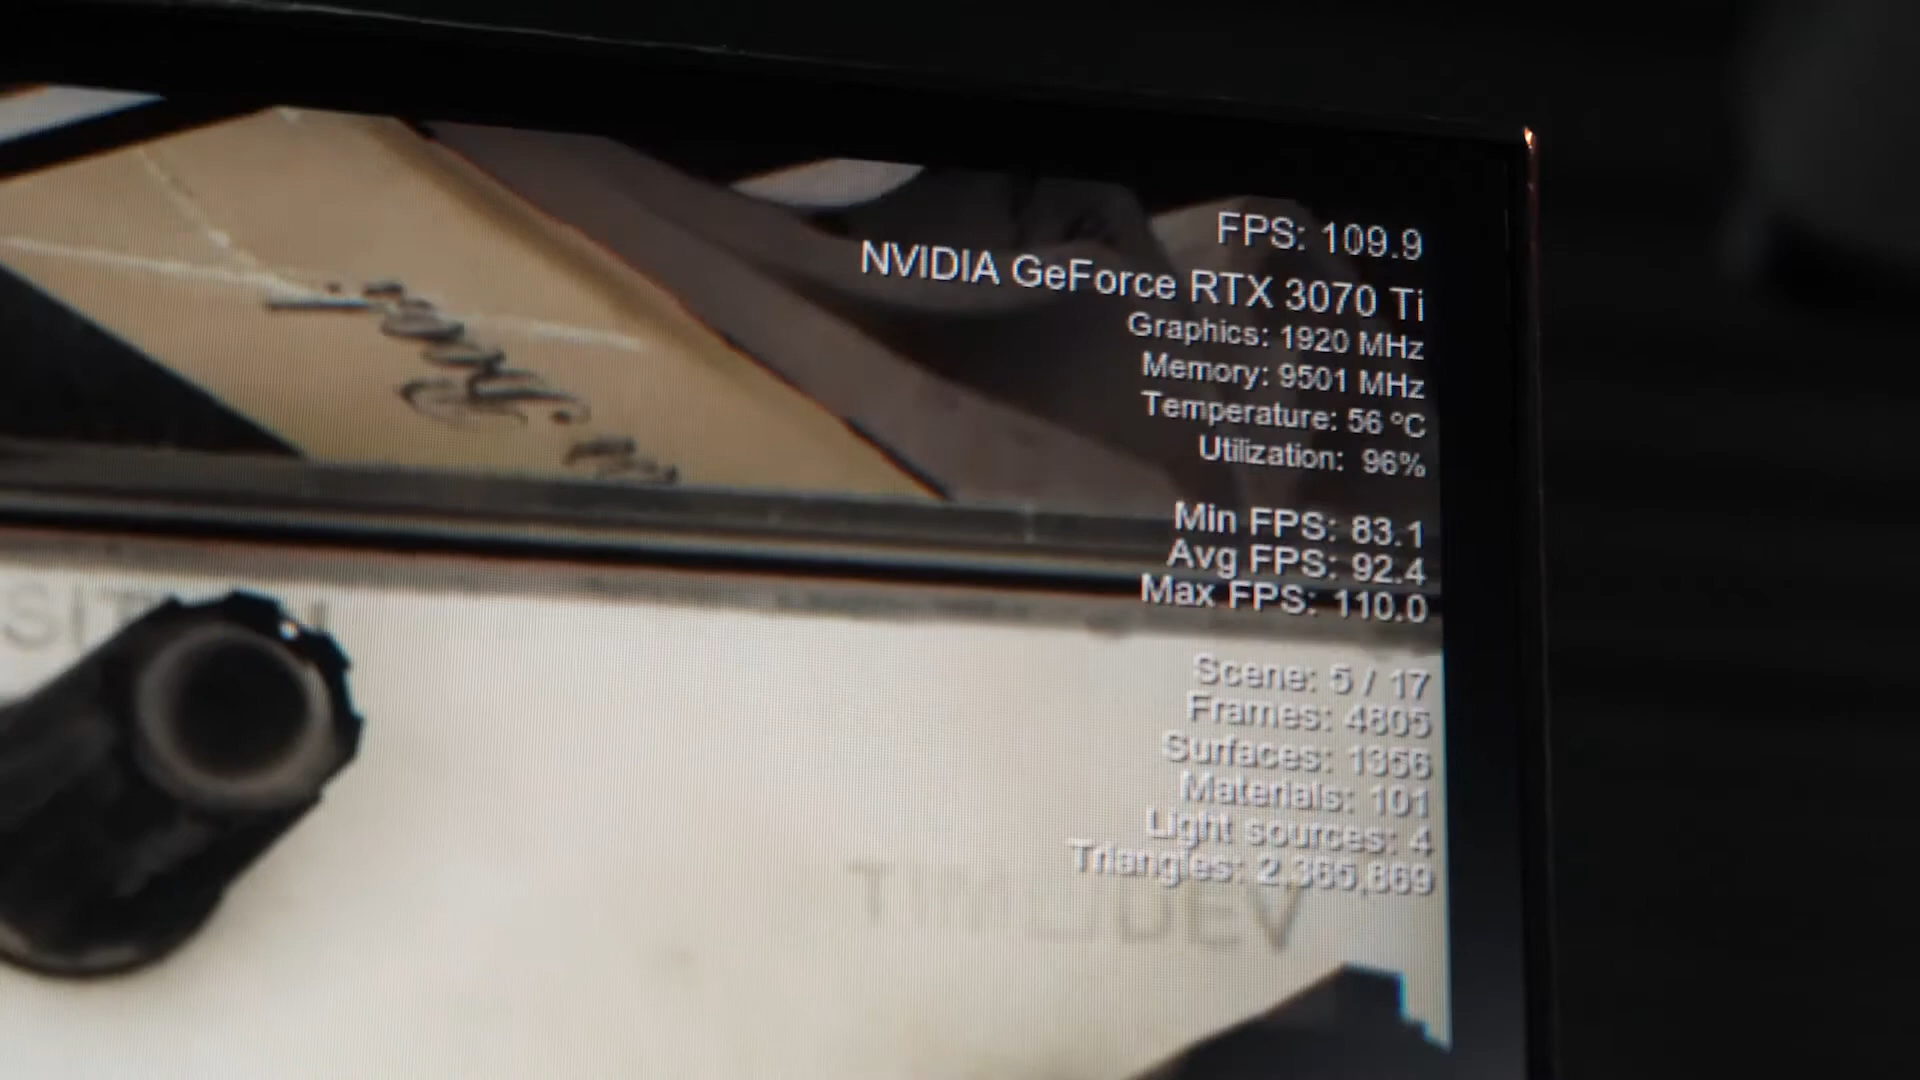 FPS: 109.9
NVIDIA GeForce RTX 3070 Ti
Graphics: 1920 MHz
Memory: 9501 MHz
Temperature: 56 °C
Utilization: 96%
Min FPS: 83.1
Avg FPS: 92.4
Max FPS: 110.0
Scene: 5 / 17
Frames: 4805
Surfaces: 1356
Materials: 101
Light sources: 4
Triangles: 2,365,869